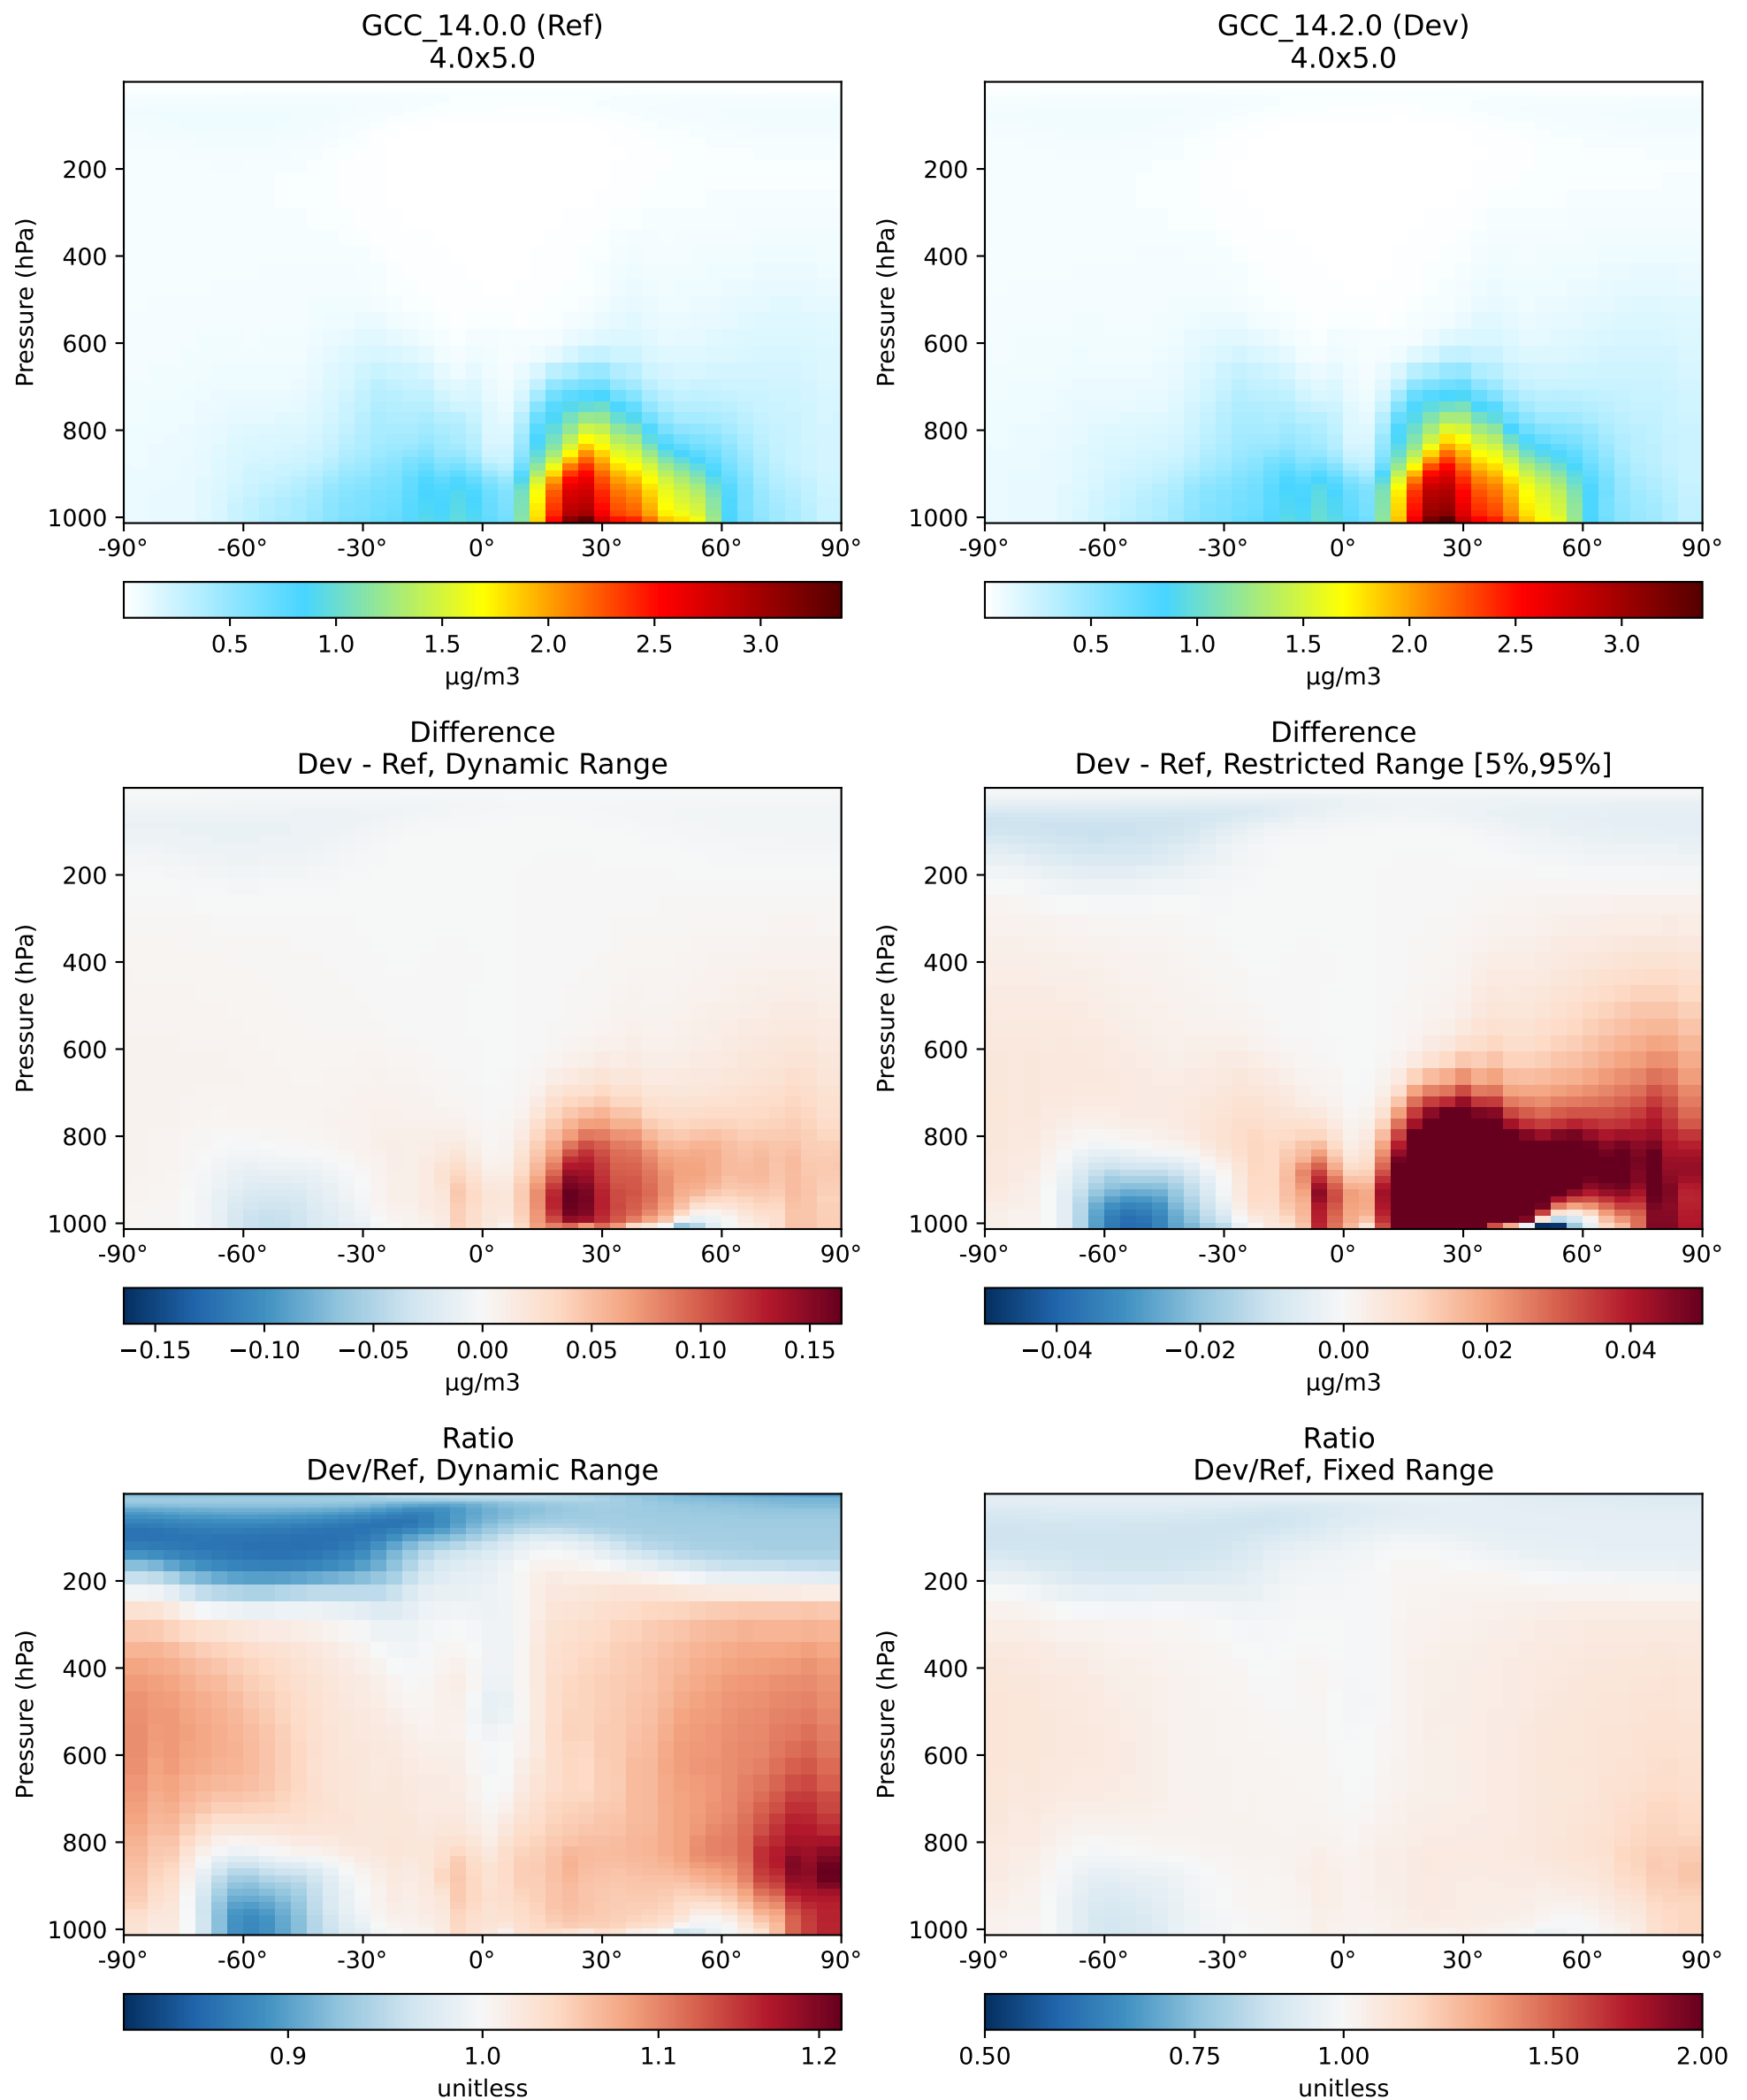 GCC_14.0.0 (Ref)
4.0x5.0
Pressure (hPa)
200
400
600
800
1000
-90° -60° -30° 0° 30° 60° 90°
0.5 1.0 1.5 2.0 2.5 3.0
µg/m3
GCC_14.2.0 (Dev)
4.0x5.0
Pressure (hPa)
200
400
600
800
1000
-90° -60° -30° 0° 30° 60° 90°
0.5 1.0 1.5 2.0 2.5 3.0
µg/m3
Difference
Dev - Ref, Dynamic Range
Pressure (hPa)
200
400
600
800
1000
-90° -60° -30° 0° 30° 60° 90°
−0.15 −0.10 −0.05 0.00 0.05 0.10 0.15
µg/m3
Difference
Dev - Ref, Restricted Range [5%,95%]
Pressure (hPa)
200
400
600
800
1000
-90° -60° -30° 0° 30° 60° 90°
−0.04 −0.02 0.00 0.02 0.04
µg/m3
Ratio
Dev/Ref, Dynamic Range
Pressure (hPa)
200
400
600
800
1000
-90° -60° -30° 0° 30° 60° 90°
0.9 1.0 1.1 1.2
unitless
Ratio
Dev/Ref, Fixed Range
Pressure (hPa)
200
400
600
800
1000
-90° -60° -30° 0° 30° 60° 90°
0.50 0.75 1.00 1.50 2.00
unitless